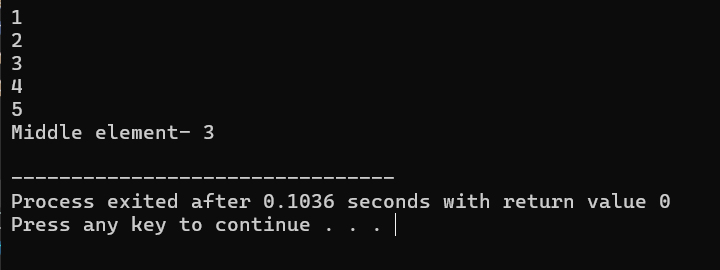 1
2
3
4
5
Middle element- 3
--------------------------------
Process exited after 0.1036 seconds with return value 0
Press any key to continue . . .